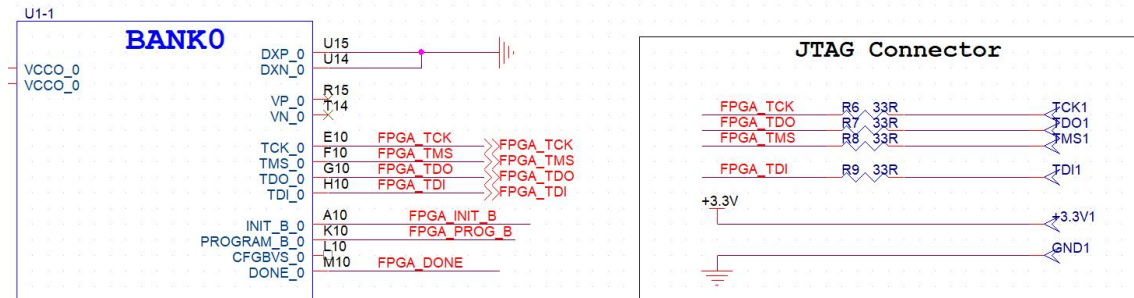 U1-1
BANK0
VCCO_0
VCCO_0
DXP_0 U15
DXN_0 U14
VP_0 R15
VN_0 T14
TCK_0 E10 FPGA_TCK FPGA_TCK
TMS_0 F10 FPGA_TMS FPGA_TMS
TDO_0 G10 FPGA_TDO FPGA_TDO
TDI_0 H10 FPGA_TDI FPGA_TDI
INIT_B_0 A10 FPGA_INIT_B
PROGRAM_B_0 K10 FPGA_PROG_B
CFGBVS_0 L10
DONE_0 M10 FPGA_DONE
JTAG Connector
FPGA_TCK R6 33R TCK1
FPGA_TDO R7 33R TDO1
FPGA_TMS R8 33R TMS1
FPGA_TDI R9 33R TDI1
+3.3V
+3.3V1
GND1